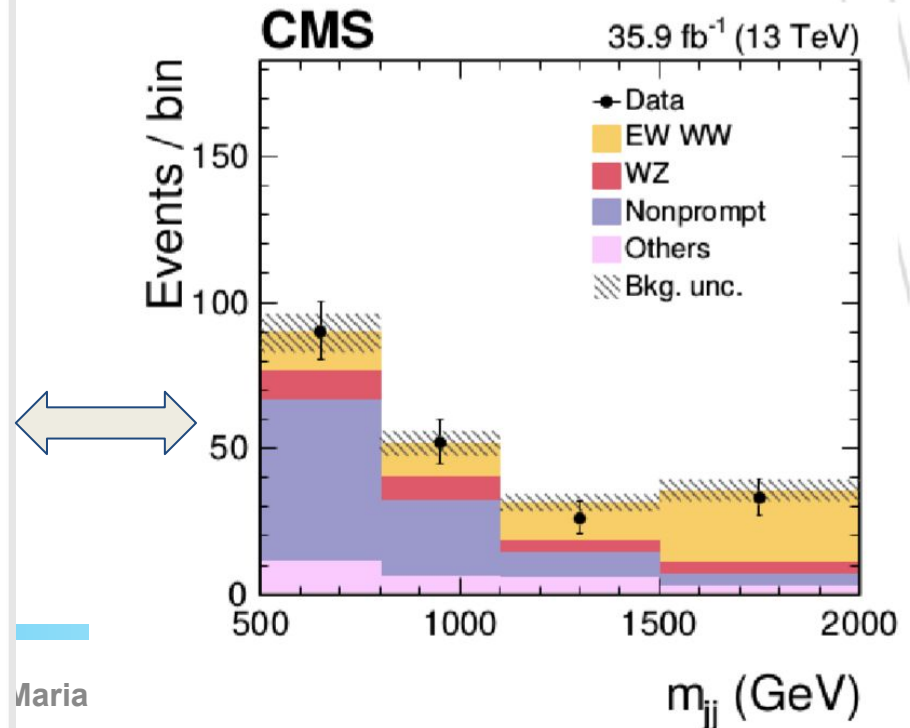 CMS
35.9 fb⁻¹ (13 TeV)
Events / bin
150
100
50
0
Data
EW WW
WZ
Nonprompt
Others
Bkg. unc.
500
1000
1500
2000
m_jj (GeV)
Maria